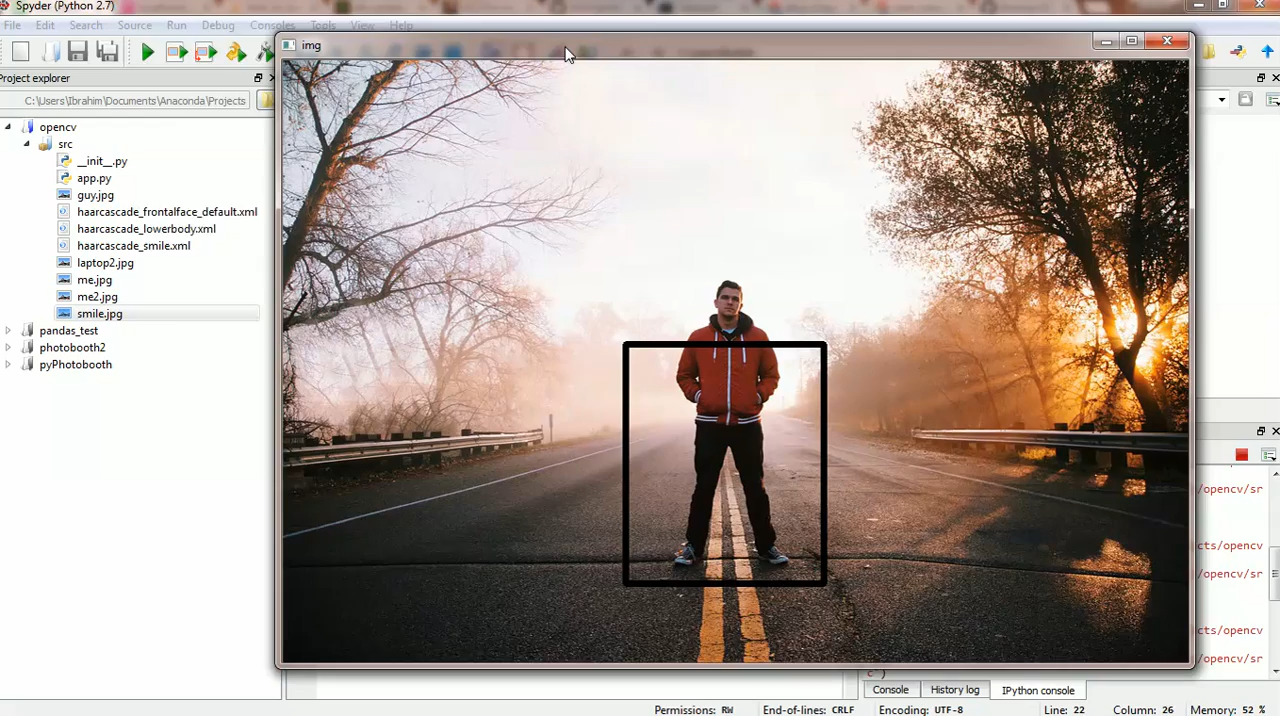 Spyder (Python 2.7)
File Edit Search Source Run Debug Consoles Tools View Help
img
Project explorer
C:\Users\Ibrahim\Documents\Anaconda\Projects
opencv
src
__init__.py
app.py
guy.jpg
haarcascade_frontalface_default.xml
haarcascade_lowerbody.xml
haarcascade_smile.xml
laptop2.jpg
me.jpg
me2.jpg
smile.jpg
pandas_test
photobooth2
pyPhotobooth
/opencv/sr
cts/opencv
/opencv/sr
cts/opencv
/opencv/sr
c')
Console History log IPython console
Permissions: RW End-of-lines: CRLF Encoding: UTF-8 Line: 22 Column: 26 Memory: 52 %